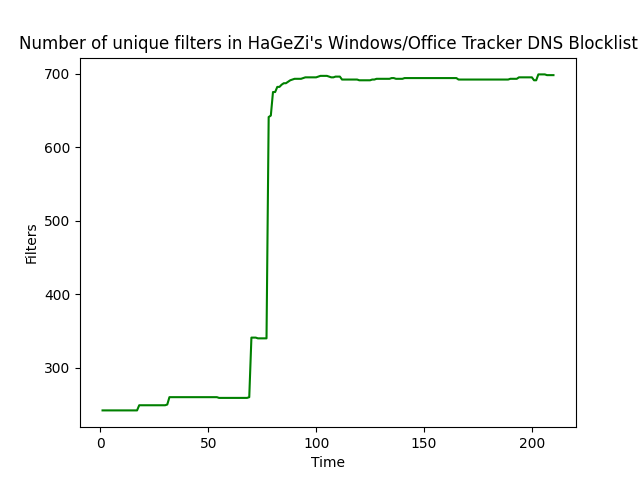 Number of unique filters in HaGeZi's Windows/Office Tracker DNS Blocklist
700
600
500
400
300
Filters
0 50 100 150 200
Time